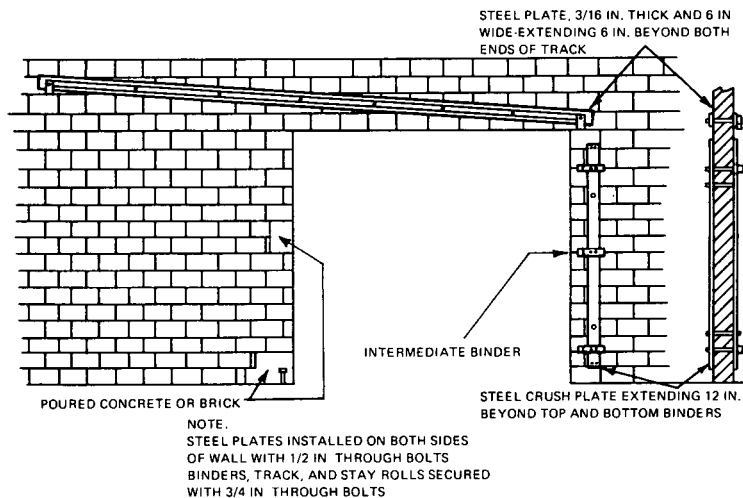 STEEL PLATE, 3/16 IN. THICK AND 6 IN
WIDE-EXTENDING 6 IN. BEYOND BOTH
ENDS OF TRACK
INTERMEDIATE BINDER
POURED CONCRETE OR BRICK
STEEL CRUSH PLATE EXTENDING 12 IN.
BEYOND TOP AND BOTTOM BINDERS
NOTE.
STEEL PLATES INSTALLED ON BOTH SIDES
OF WALL WITH 1/2 IN THROUGH BOLTS
BINDERS, TRACK, AND STAY ROLLS SECURED
WITH 3/4 IN THROUGH BOLTS